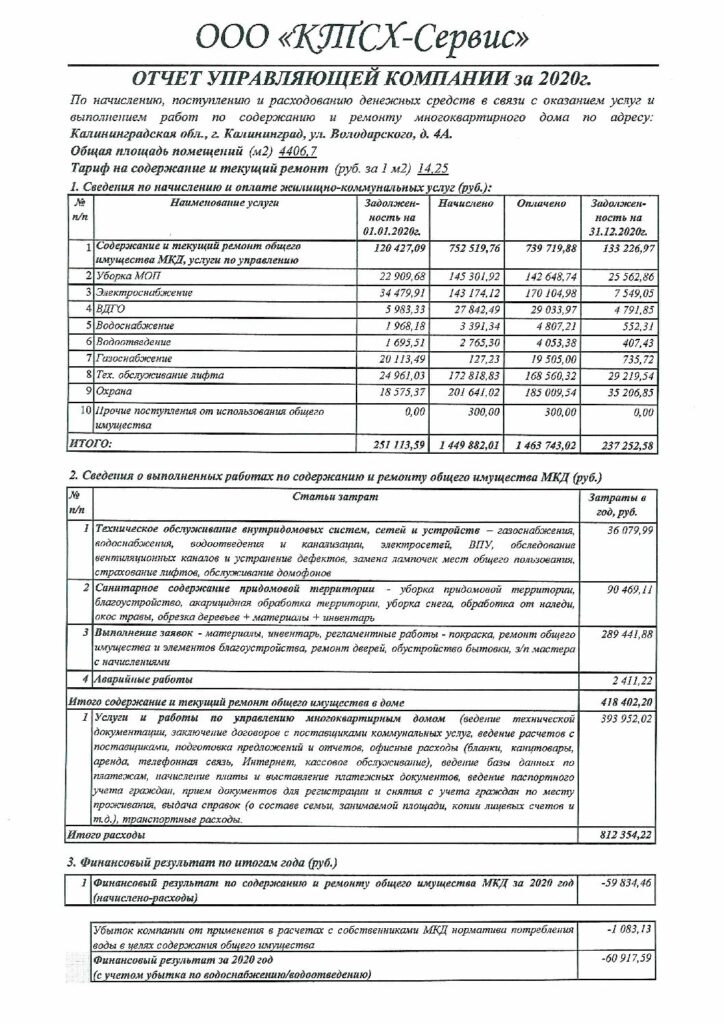 ООО «КТСХ-Сервис»
ОТЧЕТ УПРАВЛЯЮЩЕЙ КОМПАНИИ за 2020г.
По начислению, поступлению и расходованию денежных средств в связи с оказанием услуг и
выполнением работ по содержанию и ремонту многоквартирного дома по адресу:
Калининградская обл., г. Калининград, ул. Володарского, д. 4А.
Общая площадь помещений (м2) 4406,7
Тариф на содержание и текущий ремонт (руб. за 1 м2) 14,25
1. Сведения по начислению и оплате жилищно-коммунальных услуг (руб.):
№ п/п Наименование услуги Задолжен-ность на 01.01.2020г. Начислено Оплачено Задолжен-ность на 31.12.2020г.
1 Содержание и текущий ремонт общего 120 427,09 752 519,76 739 719,88 133 226,97
имущества МКД, услуги по управлению
2 Уборка МОП 22 909,68 145 301,92 142 648,74 25 562,86
3 Электроснабжение 34 479,91 143 174,12 170 104,98 7 549,05
4 ВДГО 5 983,33 27 842,49 29 033,97 4 791,85
5 Водоснабжение 1 968,18 3 391,34 4 807,21 552,31
6 Водоотведение 1 695,51 2 765,30 4 053,38 407,43
7 Газоснабжение 20 113,49 127,23 19 505,00 735,72
8 Тех. обслуживание лифта 24 961,03 172 818,83 168 560,32 29 219,54
9 Охрана 18 575,37 201 641,02 185 009,54 35 206,85
10 Прочие поступления от использования общего 0,00 300,00 300,00 0,00
имущества
ИТОГО: 251 113,59 1 449 882,01 1 463 743,02 237 252,58
2. Сведения о выполненных работах по содержанию и ремонту общего имущества МКД (руб.)
№ п/п Статьи затрат Затраты в год, руб.
1 Техническое обслуживание внутридомовых систем, сетей и устройств – газоснабжения, 36 079,99
водоснабжения, водоотведения и канализации, электросетей, ВПУ, обследование
вентиляционных каналов и устранение дефектов, замена лампочек мест общего пользования,
страхование лифтов, обслуживание домофонов
2 Санитарное содержание придомовой территории - уборка придомовой территории, 90 469,11
благоустройство, акарицидная обработка территории, уборка снега, обработка от наледи,
окос травы, обрезка деревьев + материалы + инвентарь
3 Выполнение заявок - материалы, инвентарь, регламентные работы - покраска, ремонт общего 289 441,88
имущества и элементов благоустройства, ремонт дверей, обустройство бытовки, з/п мастера
с начислениями
4 Аварийные работы 2 411,22
Итого содержание и текущий ремонт общего имущества в доме 418 402,20
1 Услуги и работы по управлению многоквартирным домом (ведение технической 393 952,02
документации, заключение договоров с поставщиками коммунальных услуг, ведение расчетов с
поставщиками, подготовка предложений и отчетов, офисные расходы (бланки, канцтовары,
аренда, телефонная связь, Интернет, кассовое обслуживание), ведение базы данных по
платежам, начисление платы и выставление платежных документов, ведение паспортного
учета граждан, прием документов для регистрации и снятия с учета граждан по месту
проживания, выдача справок (о составе семьи, занимаемой площади, копии лицевых счетов и
т.д.), транспортные расходы.
Итого расходы 812 354,22
3. Финансовый результат по итогам года (руб.)
1 Финансовый результат по содержанию и ремонту общего имущества МКД за 2020 год -59 834,46
(начислено-расходы)
Убыток компании от применения в расчетах с собственниками МКД норматива потребления -1 083,13
воды в целях содержания общего имущества
Финансовый результат за 2020 год -60 917,59
(с учетом убытка по водоснабжению/водоотведению)